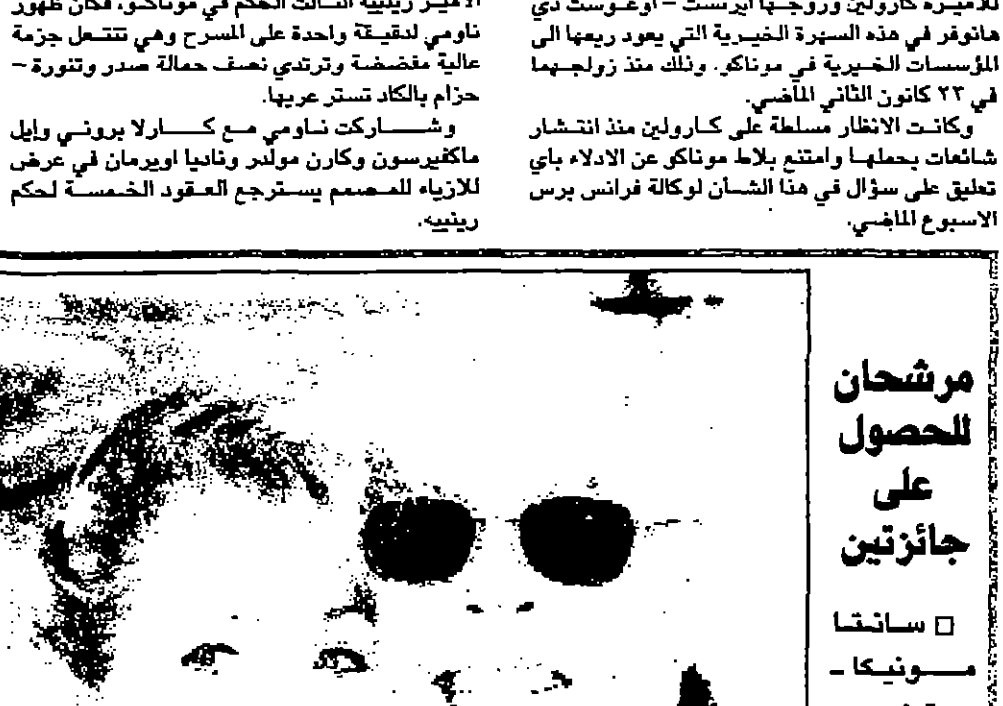 للاميرة كارولين وزوجها ايرنست – اوغوست دي
هانوفر في هذه السهرة الخيرية التي يعود ريعها الى
المؤسسات الخيرية في موناكو. وذلك منذ زواجهما
في ٢٣ كانون الثاني الماضي.
وكانت الانظار مسلطة على كارولين منذ انتشار
شائعات بحملها وامتنع بلاط موناكو عن الادلاء باي
تعليق على سؤال في هذا الشأن لوكالة فرانس برس
الاسبوع الماضي.
الامير رينييه الثالث الحكم في موناكو، فكان ظهور
ناومي لدقيقة واحدة على المسرح وهي تنتعل جزمة
عالية مفضضة وترتدي نصف حمالة صدر وتنورة –
حزام بالكاد تستر عريها.
وشاركت ناومي مع كارلا بروني وإيل
ماكفيرسون وكارن مولدر وناديا اويرمان في عرض
للازياء للمصمم يسترجع العقود الخمسة لحكم
رينييه.
مرشحان
للحصول
على
جائزتين
□ سانتا
مونيكا –